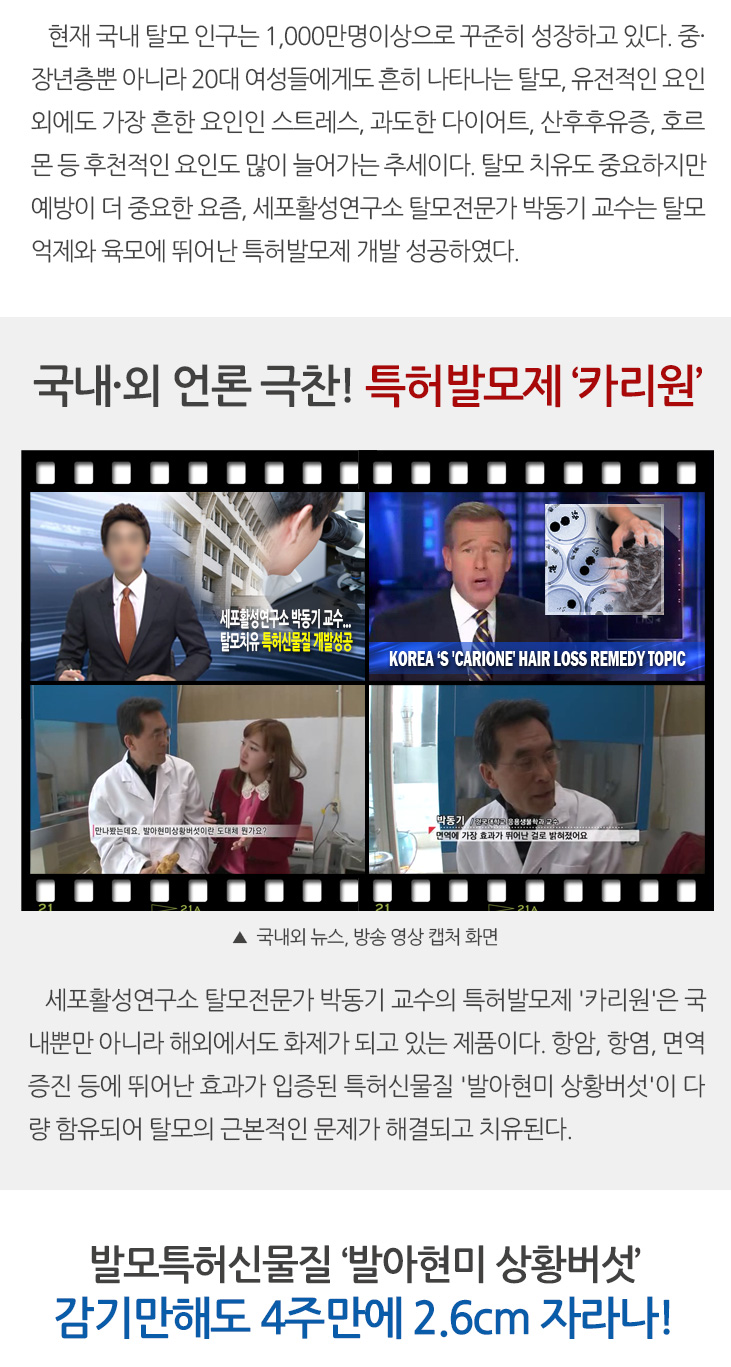 현재 국내 탈모 인구는 1,000만명이상으로 꾸준히 성장하고 있다. 중·
장년층뿐 아니라 20대 여성들에게도 흔히 나타나는 탈모, 유전적인 요인
외에도 가장 흔한 요인인 스트레스, 과도한 다이어트, 산후후유증, 호르
몬 등 후천적인 요인도 많이 늘어가는 추세이다. 탈모 치유도 중요하지만
예방이 더 중요한 요즘, 세포활성연구소 탈모전문가 박동기 교수는 탈모
억제와 육모에 뛰어난 특허발모제 개발 성공하였다.
국내·외 언론 극찬! 특허발모제 ‘카리원’
세포활성연구소 박동기 교수...
탈모치유 특허신물질 개발성공
KOREA ‘S 'CARIONE' HAIR LOSS REMEDY TOPIC
만나봤는데요, 발아현미상황버섯이란 도대체 뭔가요?
박동기 / 건국대학교 응용생물학과 교수
면역에 가장 효과가 뛰어난 걸로 밝혀졌어요
21 21A 21 21A
▲ 국내외 뉴스, 방송 영상 캡처 화면
세포활성연구소 탈모전문가 박동기 교수의 특허발모제 '카리원'은 국
내뿐만 아니라 해외에서도 화제가 되고 있는 제품이다. 항암, 항염, 면역
증진 등에 뛰어난 효과가 입증된 특허신물질 '발아현미 상황버섯'이 다
량 함유되어 탈모의 근본적인 문제가 해결되고 치유된다.
발모특허신물질 ‘발아현미 상황버섯’
감기만해도 4주만에 2.6cm 자라나!